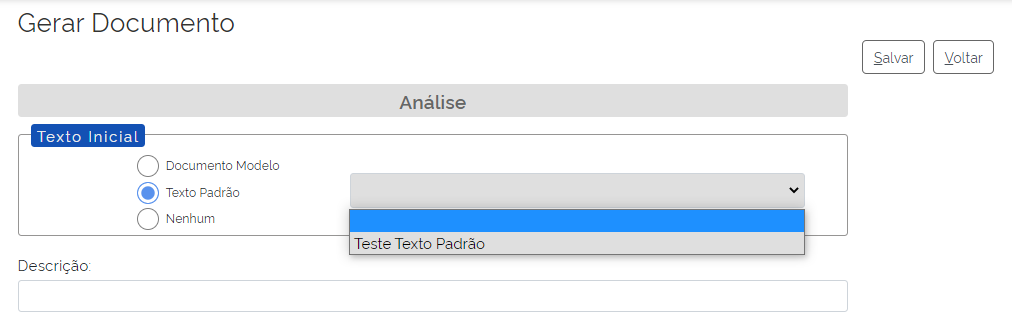 Gerar Documento
Salvar Voltar
Análise
Texto Inicial
Documento Modelo
Texto Padrão
Nenhum
Teste Texto Padrão
Descrição: